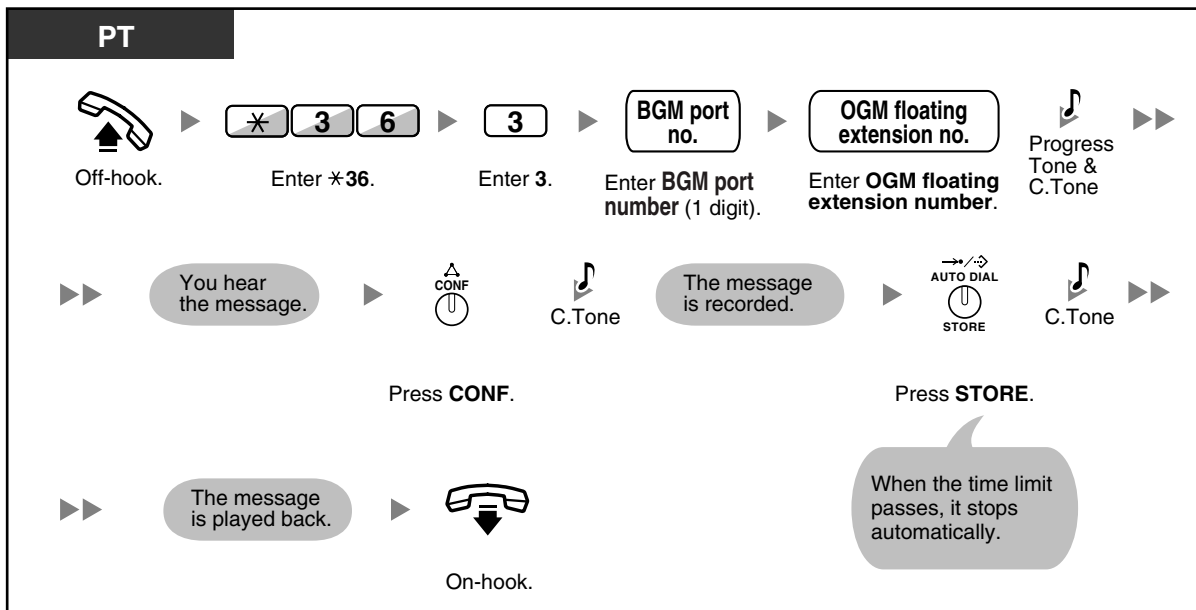 PT
✳ 3 6
3
BGM port
no.
OGM floating
extension no.
Off-hook.
Enter ✳36.
Enter 3.
Enter BGM port
number (1 digit).
Enter OGM floating
extension number.
Progress
Tone &
C.Tone
You hear
the message.
CONF
C.Tone
The message
is recorded.
AUTO DIAL
STORE
C.Tone
Press CONF.
Press STORE.
The message
is played back.
When the time limit
passes, it stops
automatically.
On-hook.